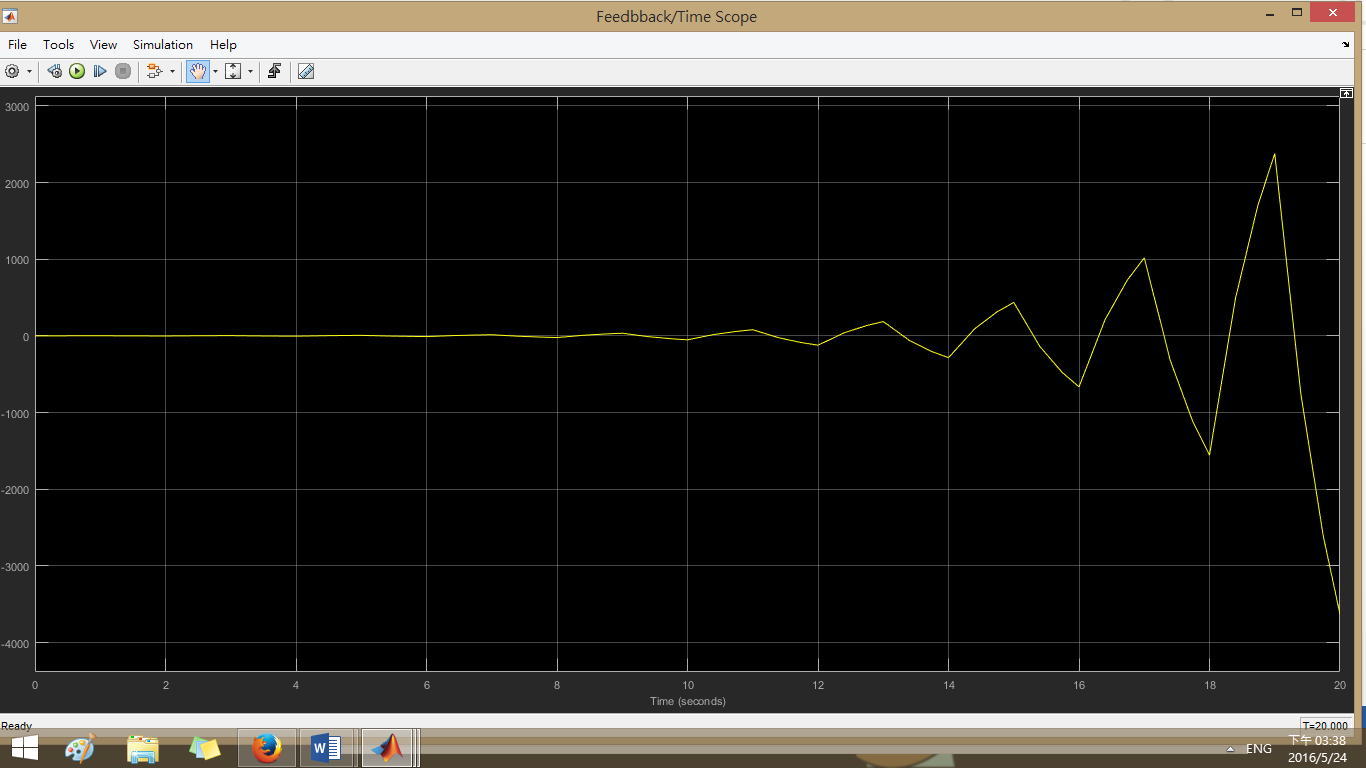 Feedbback/Time Scope
File Tools View Simulation Help
3000
2000
1000
0
-1000
-2000
-3000
-4000
0 2 4 6 8 10 12 14 16 18 20
Time (seconds)
Ready
T=20.000
ENG
下午 03:38
2016/5/24